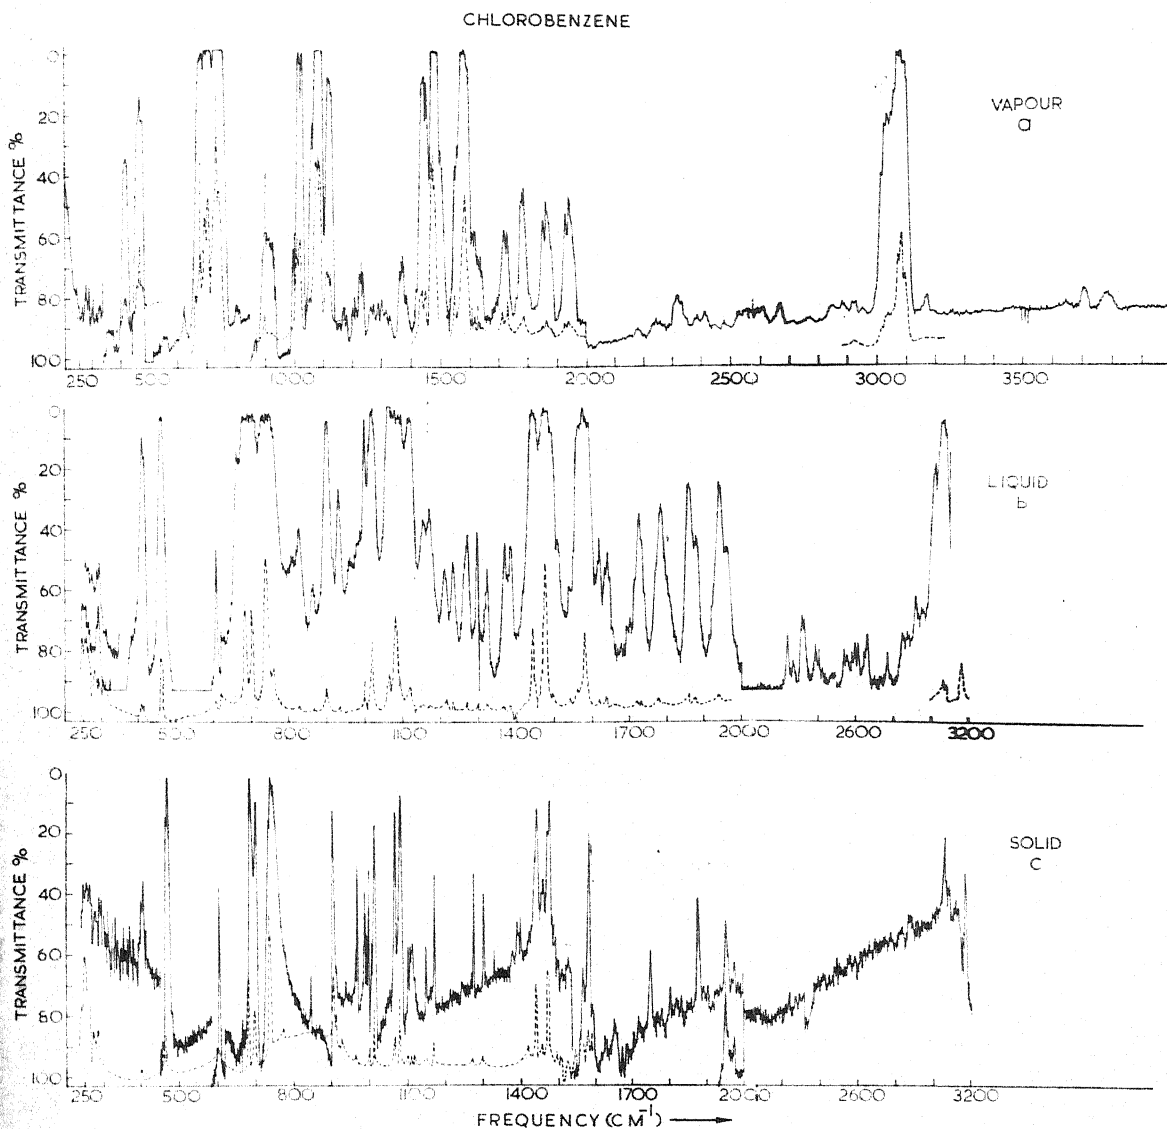 CHLOROBENZENE
TRANSMITTANCE %
0
20
40
60
80
100
VAPOUR
a
250 500 1000 1500 2000 2500 3000 3500
TRANSMITTANCE %
0
20
40
60
80
100
LIQUID
b
250 500 800 1100 1400 1700 2000 2600 3200
TRANSMITTANCE %
0
20
40
60
80
100
SOLID
c
250 500 800 1100 1400 1700 2000 2600 3200
FREQUENCY (CM⁻¹)